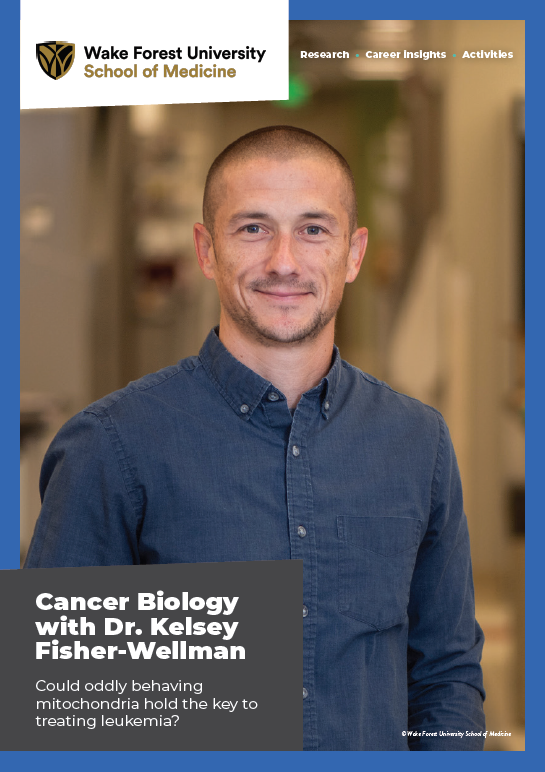 Wake Forest University
School of Medicine
Research • Career insights • Activities
Cancer Biology
with Dr. Kelsey
Fisher-Wellman
Could oddly behaving
mitochondria hold the key to
treating leukemia?
© Wake Forest University School of Medicine